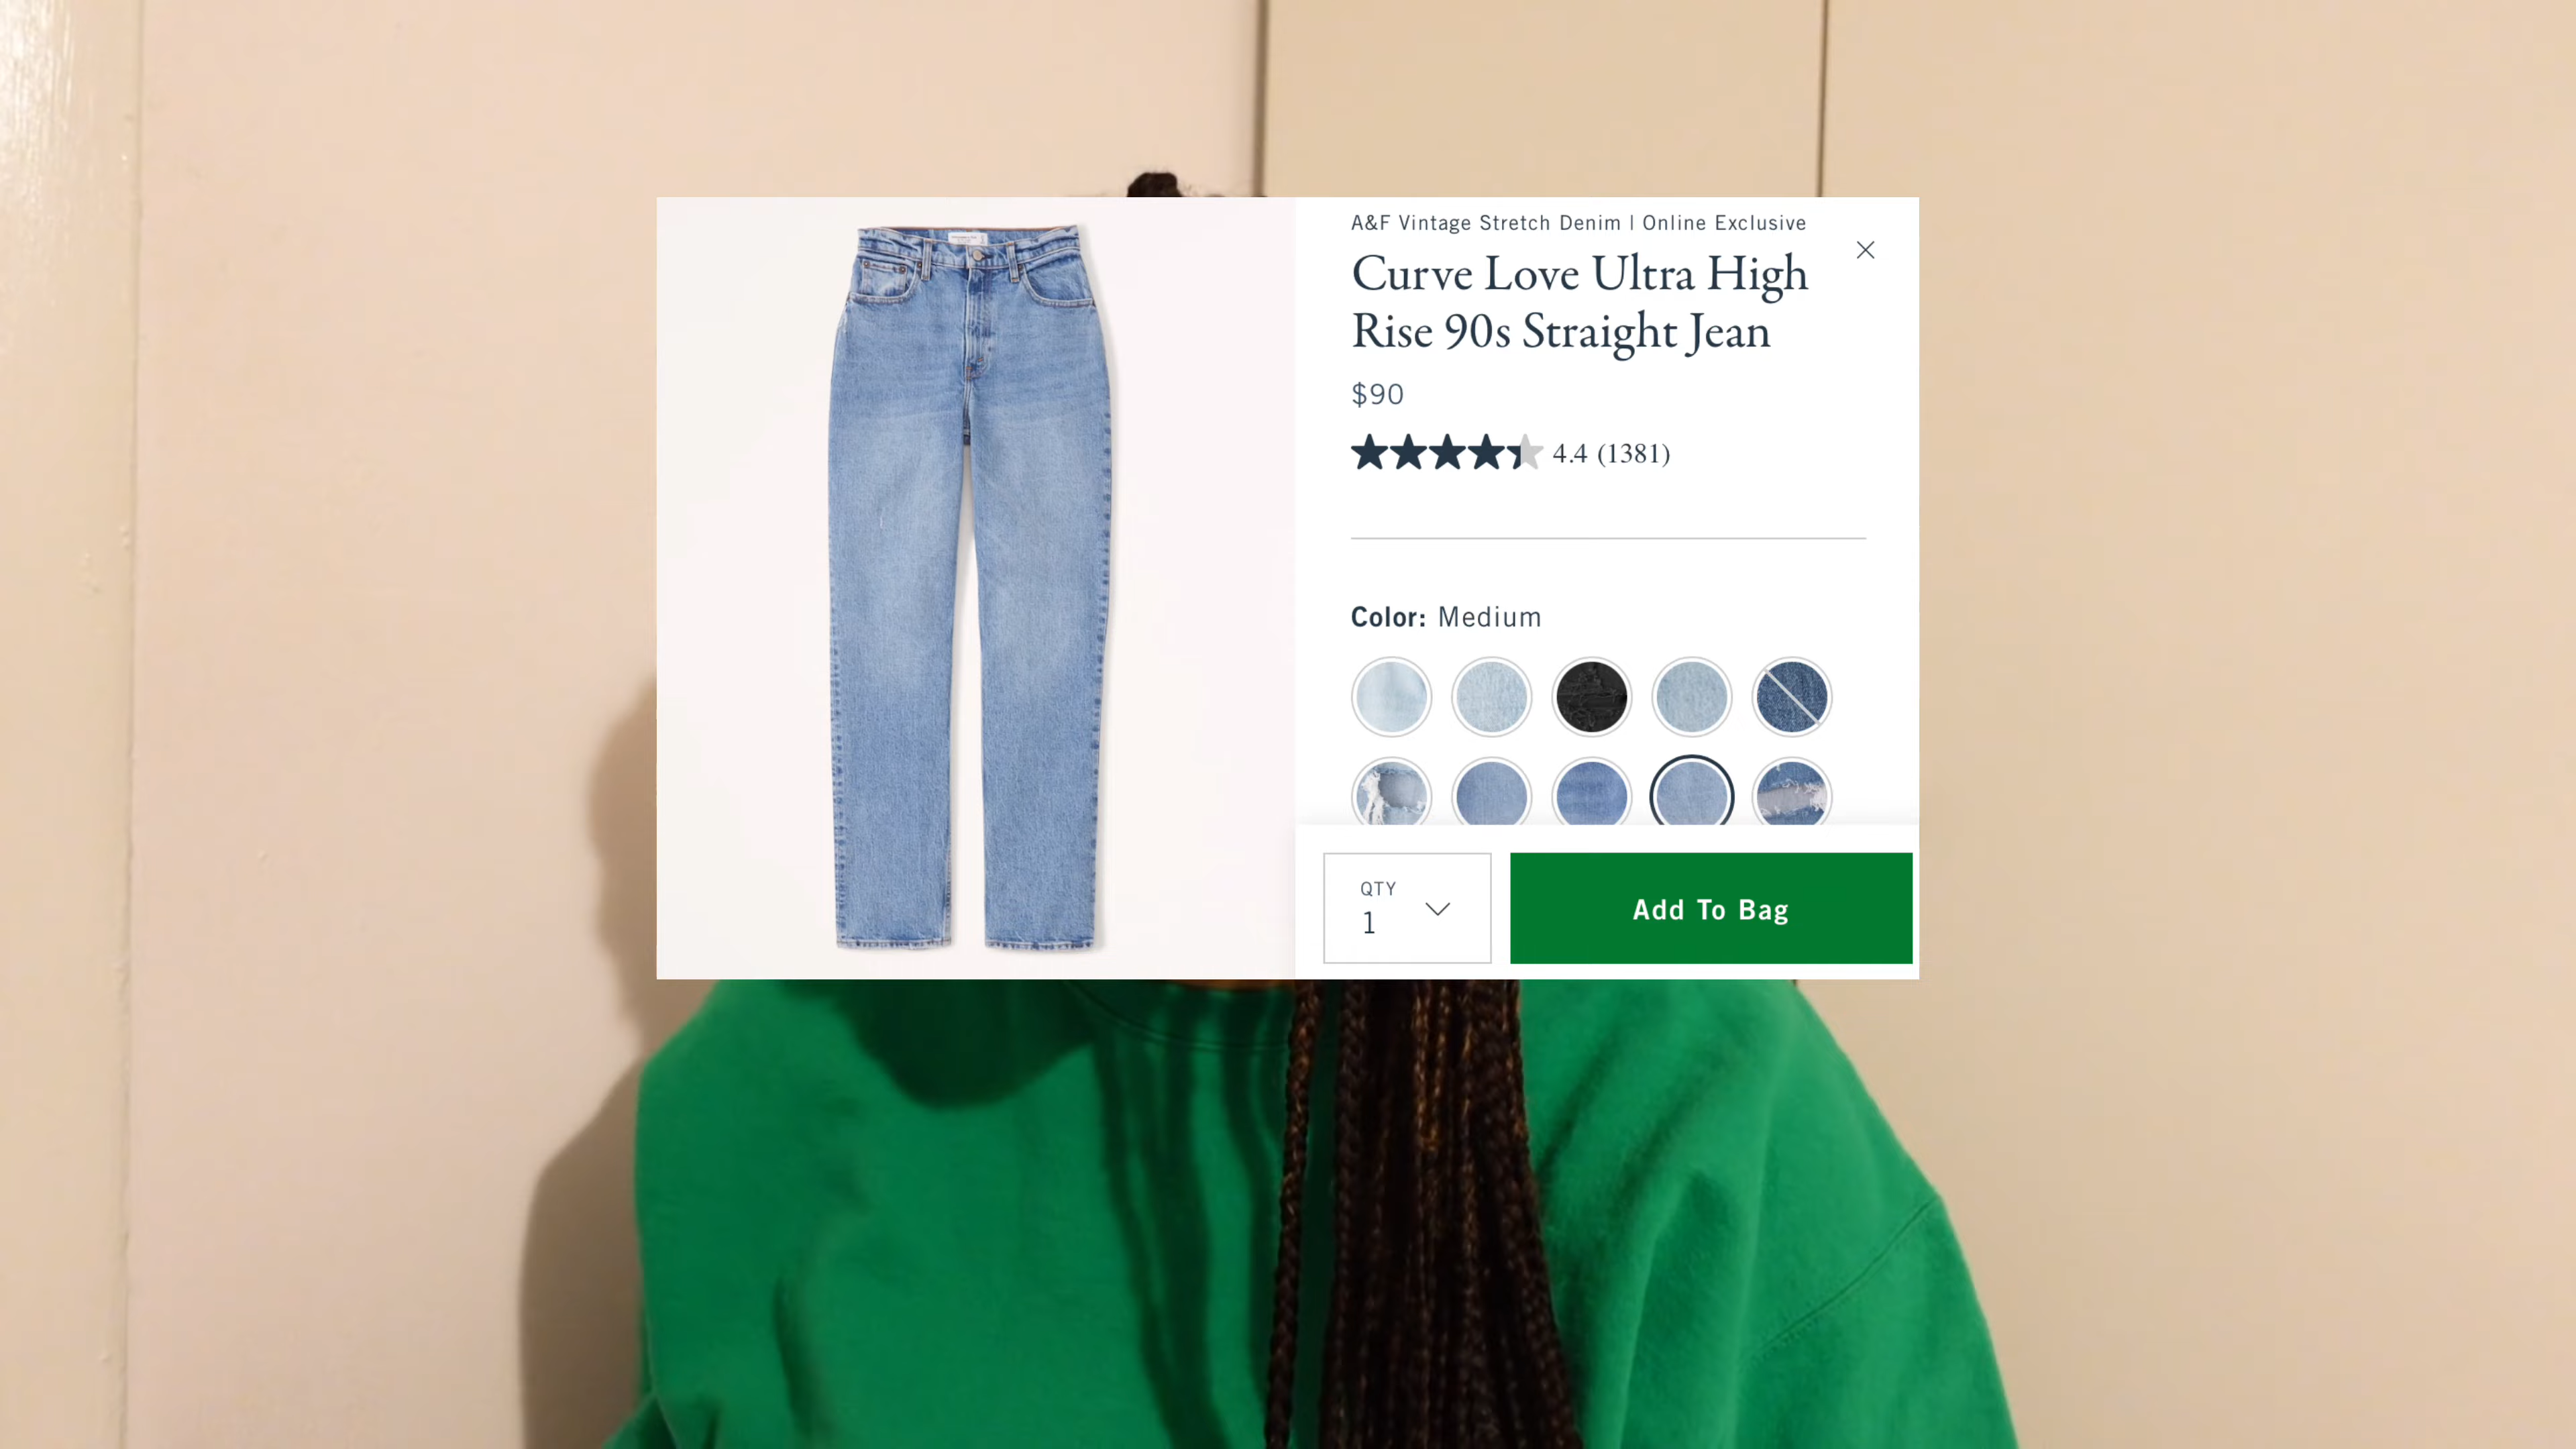 A&F Vintage Stretch Denim | Online Exclusive
Curve Love Ultra High
Rise 90s Straight Jean
$90
4.4 (1381)
Color: Medium
QTY
1
Add To Bag